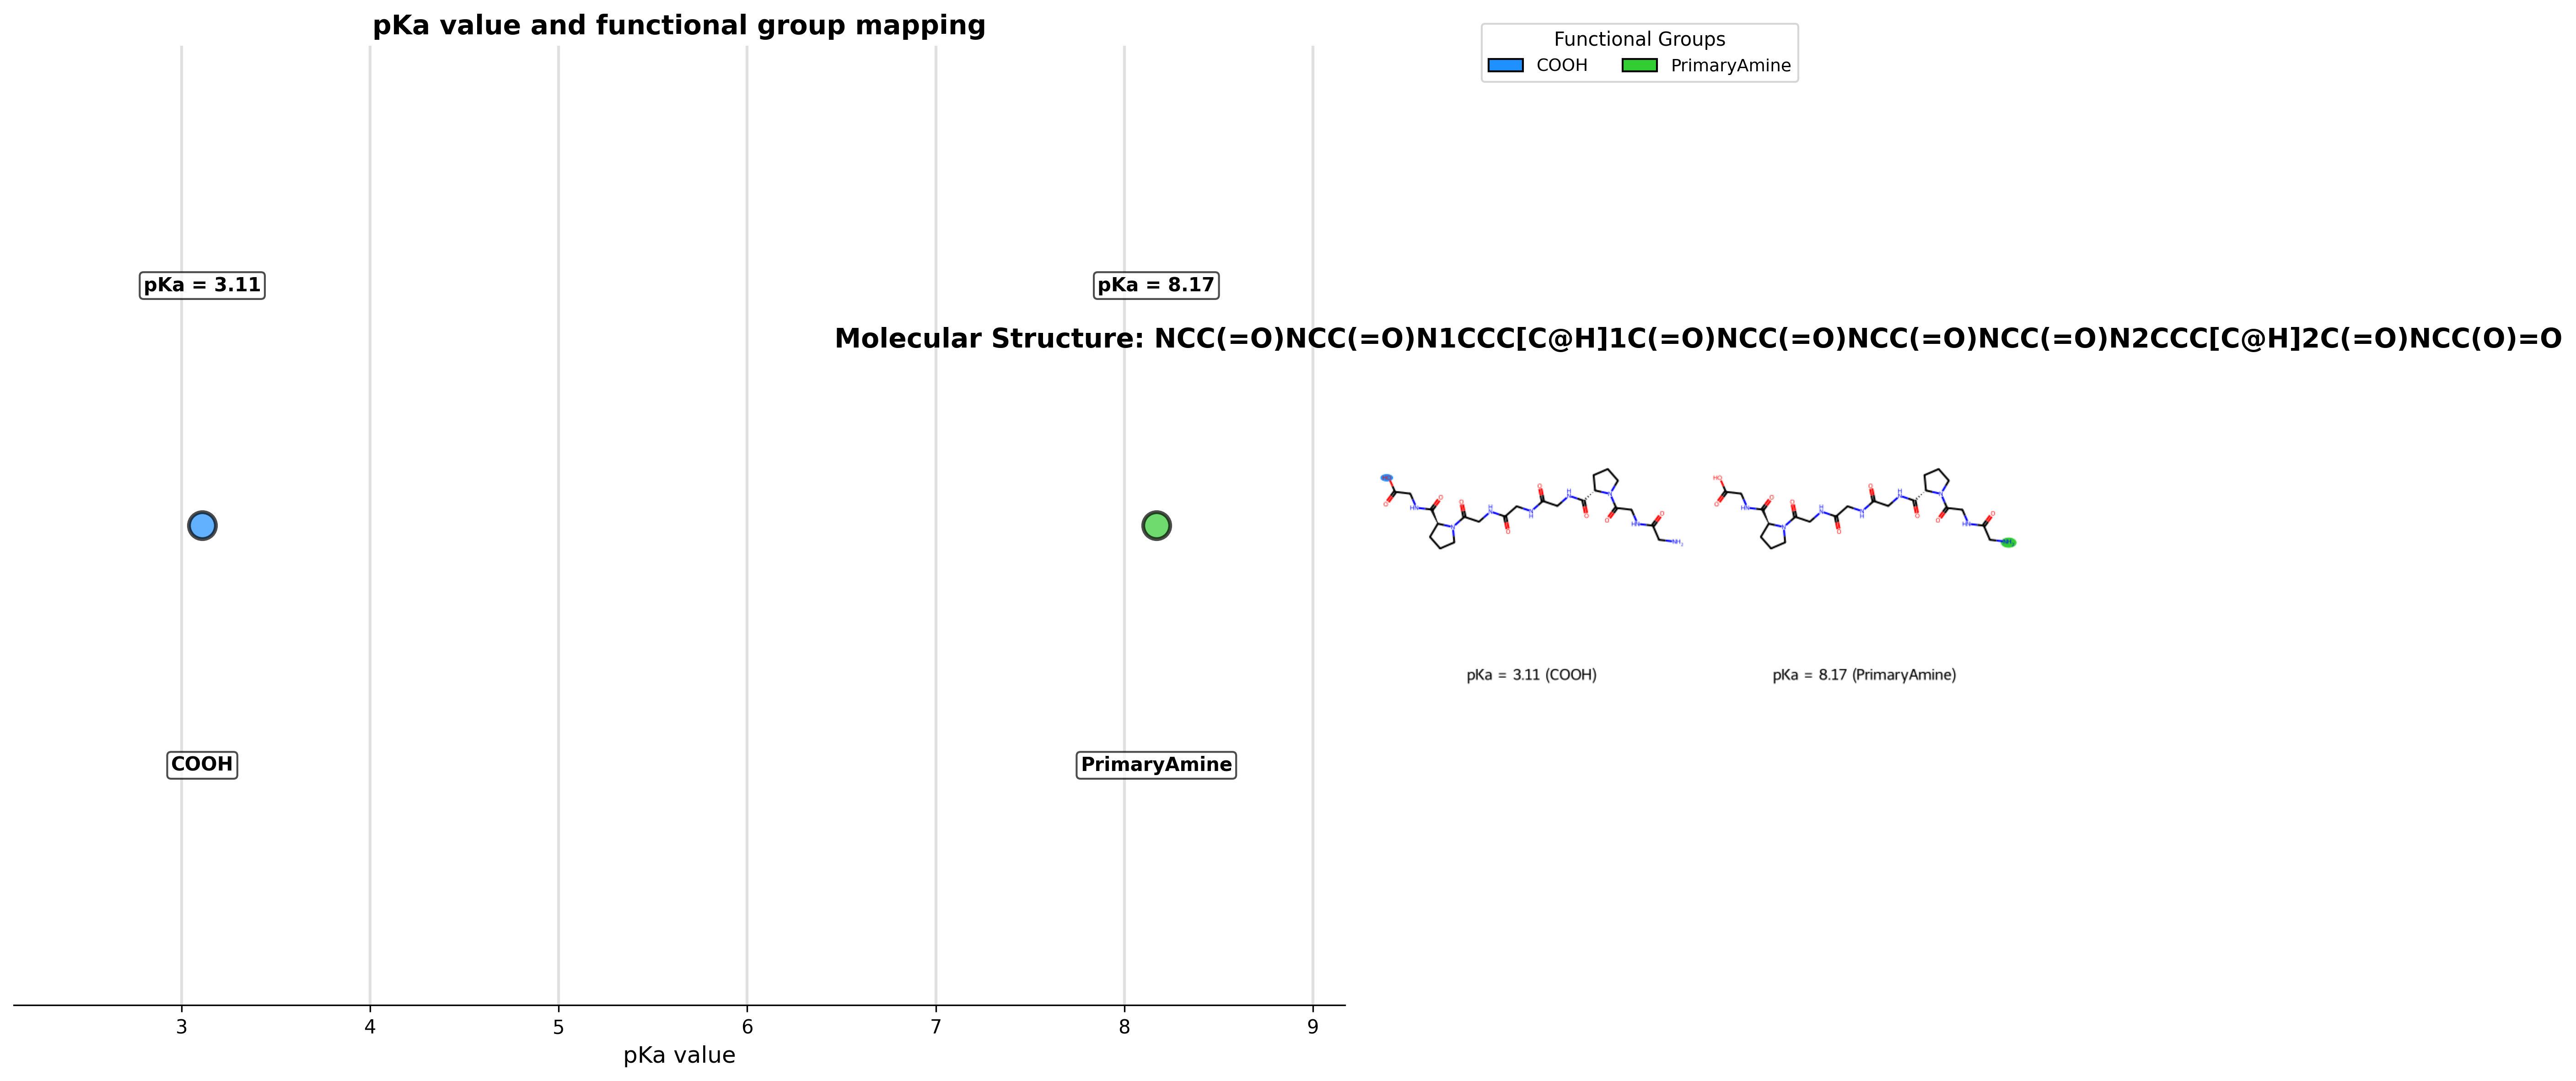 pKa value and functional group mapping
Functional Groups
COOH PrimaryAmine
pKa = 3.11
pKa = 8.17
Molecular Structure: NCC(=O)NCC(=O)N1CCC[C@H]1C(=O)NCC(=O)NCC(=O)NCC(=O)N2CCC[C@H]2C(=O)NCC(O)=O
pKa = 3.11 (COOH)
pKa = 8.17 (PrimaryAmine)
COOH
PrimaryAmine
3 4 5 6 7 8 9
pKa value